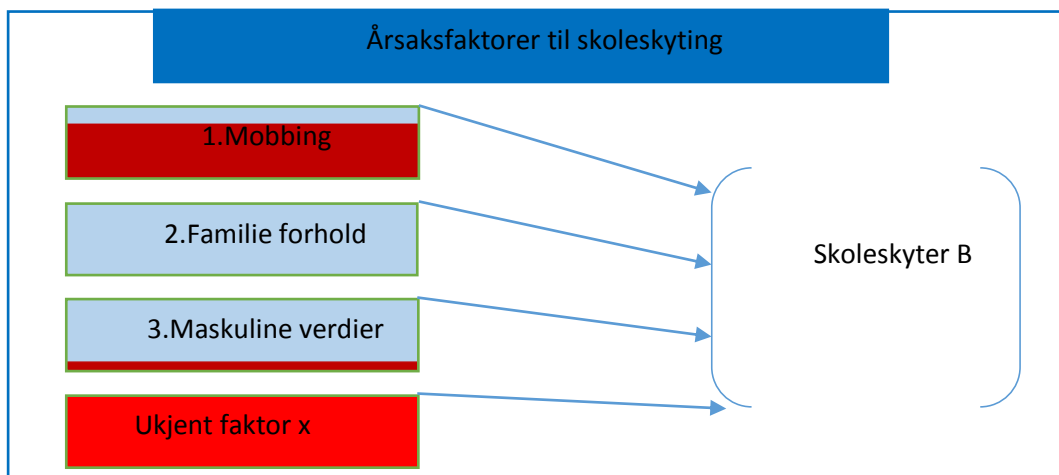 Årsaksfaktorer til skoleskyting
1.Mobbing
2.Familie forhold
3.Maskuline verdier
Ukjent faktor x
Skoleskyter B